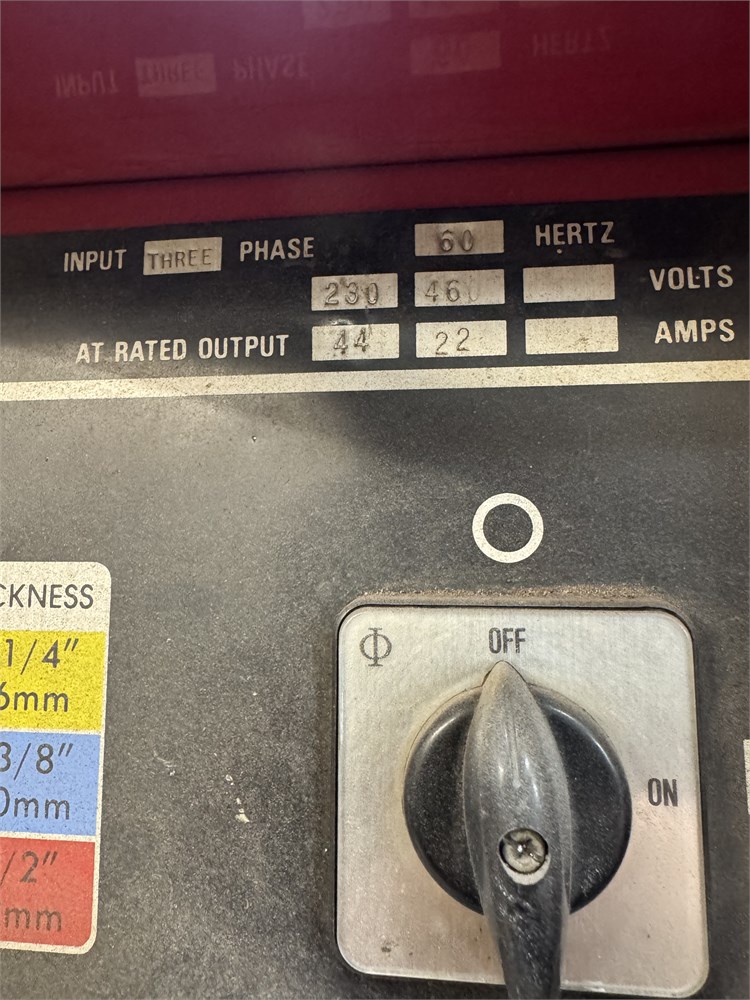 INPUT THREE PHASE 60 HERTZ
230 460 VOLTS
AT RATED OUTPUT 44 22 AMPS
CKNESS
1/4"
6mm
3/8"
0mm
/2"
mm
OFF
ON